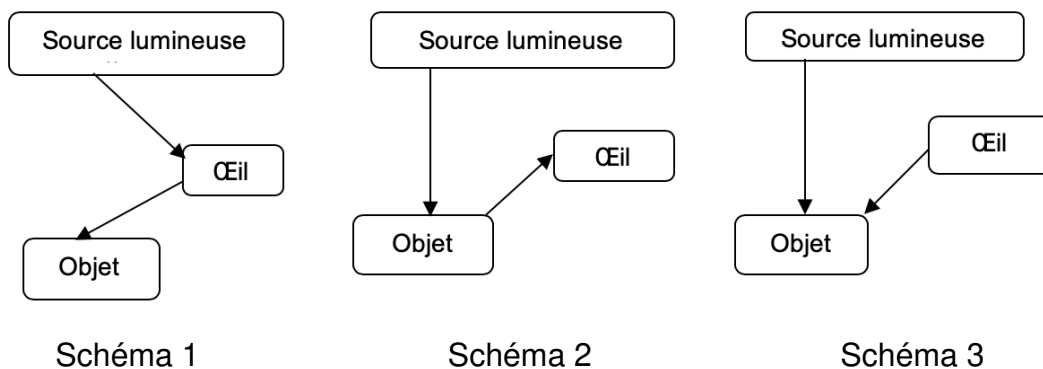 Source lumineuse
Œil
Objet
Schéma 1
Source lumineuse
Œil
Objet
Schéma 2
Source lumineuse
Œil
Objet
Schéma 3